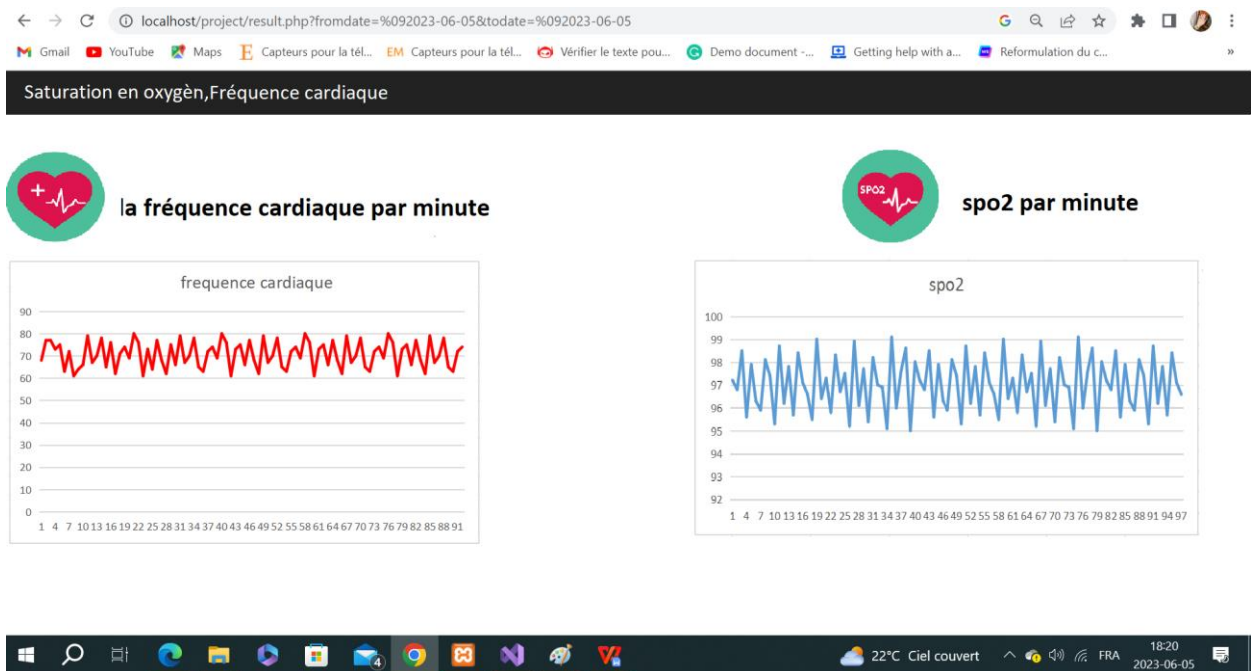 localhost/project/result.php?fromdate=%092023-06-05&todate=%092023-06-05
Gmail YouTube Maps Capteurs pour la tél... EM Capteurs pour la tél... Vérifier le texte pou... Demo document -... Getting help with a... Reformulation du c... »
Saturation en oxygèn,Fréquence cardiaque
la fréquence cardiaque par minute
SPO2
spo2 par minute
frequence cardiaque
90
80
70
60
50
40
30
20
10
0
1 4 7 10 13 16 19 22 25 28 31 34 37 40 43 46 49 52 55 58 61 64 67 70 73 76 79 82 85 88 91
spo2
100
99
98
97
96
95
94
93
92
1 4 7 10 13 16 19 22 25 28 31 34 37 40 43 46 49 52 55 58 61 64 67 70 73 76 79 82 85 88 91 94 97
4
22°C Ciel couvert
FRA
18:20
2023-06-05